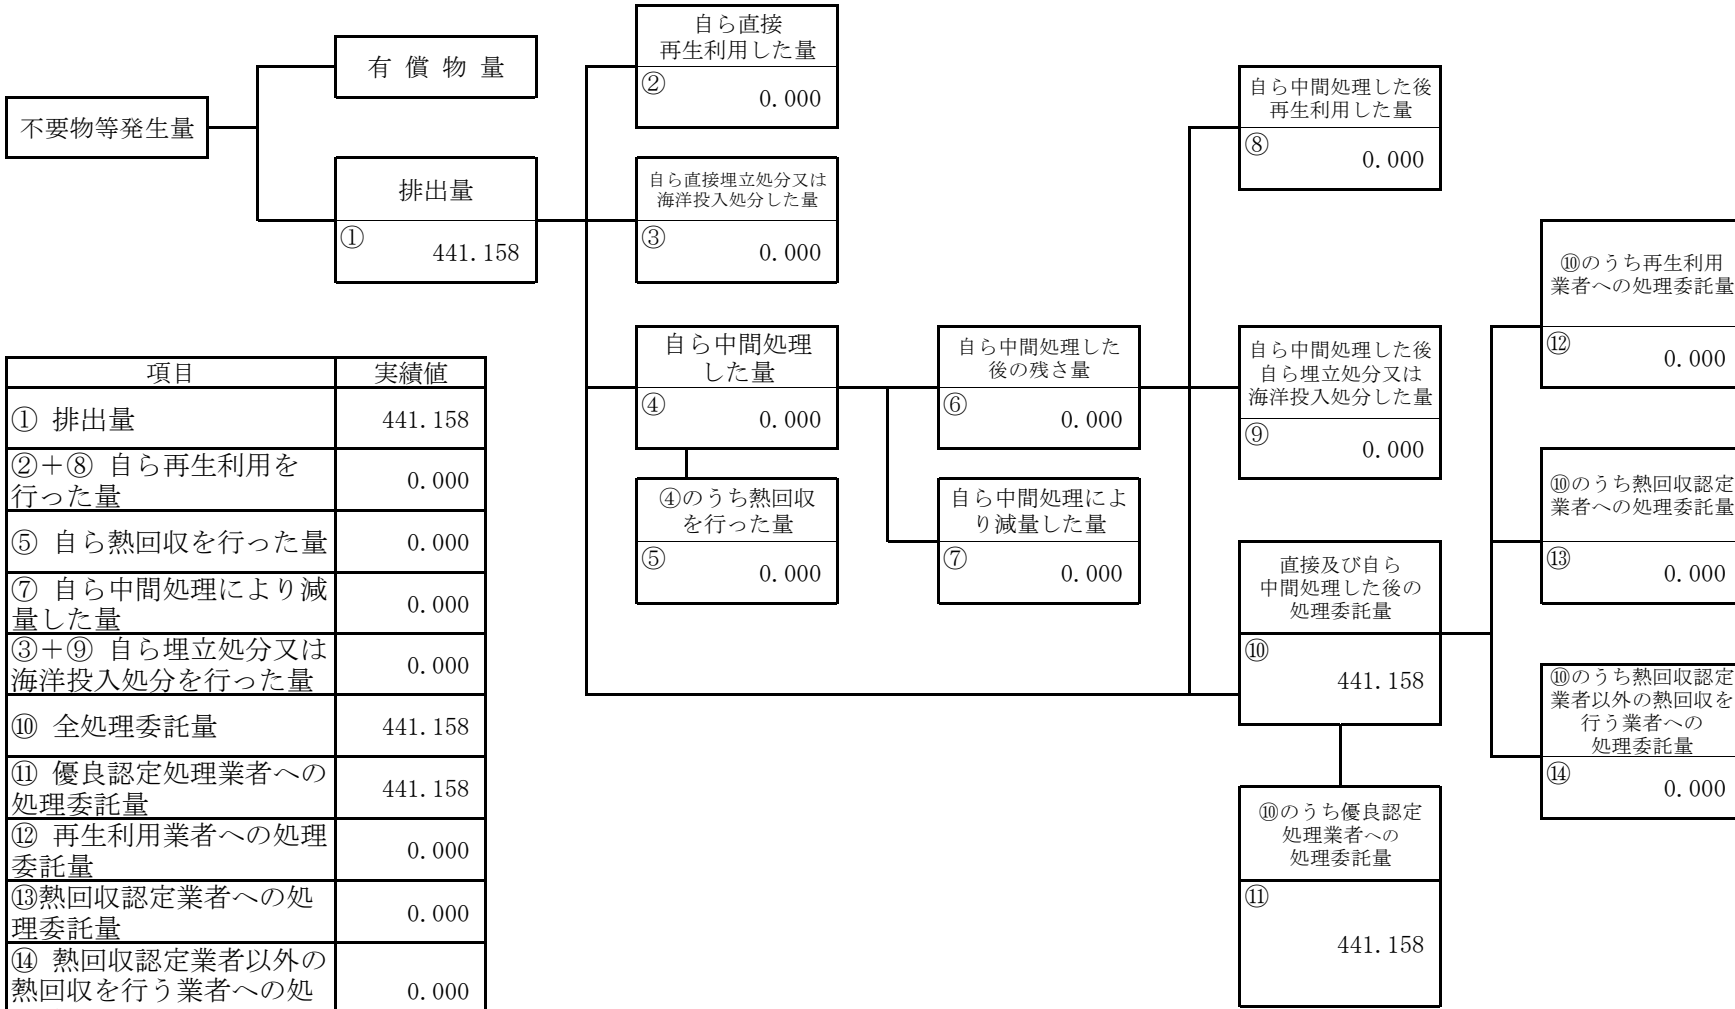 不要物等発生量
有 償 物 量
排出量
①
441.158
自ら直接
再生利用した量
②
0.000
自ら直接埋立処分又は
海洋投入処分した量
③
0.000
自ら中間処理
した量
④
0.000
④のうち熱回収
を行った量
⑤
0.000
自ら中間処理した
後の残さ量
⑥
0.000
自ら中間処理によ
り減量した量
⑦
0.000
自ら中間処理した後
再生利用した量
⑧
0.000
自ら中間処理した後
自ら埋立処分又は
海洋投入処分した量
⑨
0.000
直接及び自ら
中間処理した後の
処理委託量
⑩
441.158
⑩のうち優良認定
処理業者への
処理委託量
⑪
441.158
⑩のうち再生利用
業者への処理委託量
⑫
0.000
⑩のうち熱回収認定
業者への処理委託量
⑬
0.000
⑩のうち熱回収認定
業者以外の熱回収を
行う業者への
処理委託量
⑭
0.000
項目 実績値
① 排出量 441.158
②＋⑧ 自ら再生利用を
行った量 0.000
⑤ 自ら熱回収を行った量 0.000
⑦ 自ら中間処理により減
量した量 0.000
③＋⑨ 自ら埋立処分又は
海洋投入処分を行った量 0.000
⑩ 全処理委託量 441.158
⑪ 優良認定処理業者への
処理委託量 441.158
⑫ 再生利用業者への処理
委託量 0.000
⑬熱回収認定業者への処
理委託量 0.000
⑭ 熱回収認定業者以外の
熱回収を行う業者への処 0.000